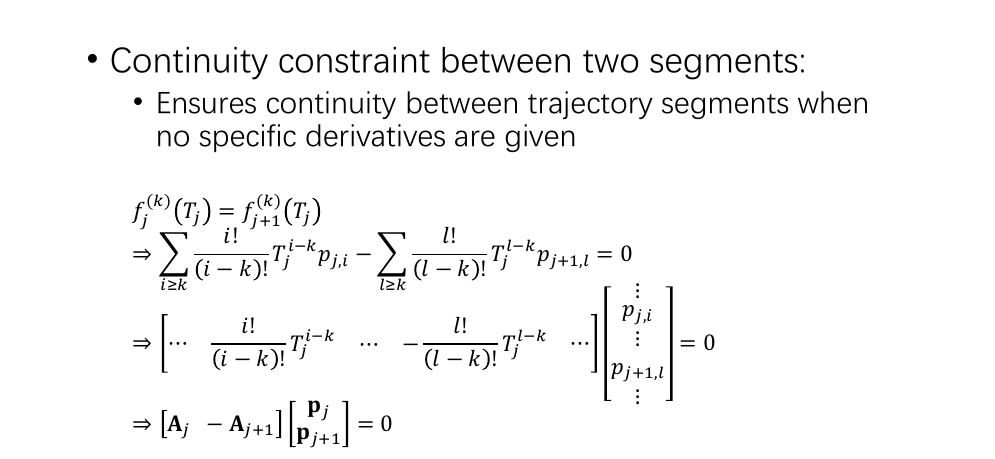 • Continuity constraint between two segments:
• Ensures continuity between trajectory segments when
no specific derivatives are given
$f_j^{(k)}(T_j) = f_{j+1}^{(k)}(T_j)$
$\Rightarrow \sum_{i \geq k} \frac{i!}{(i-k)!} T_j^{i-k} p_{j,i} - \sum_{l \geq k} \frac{l!}{(l-k)!} T_j^{l-k} p_{j+1,l} = 0$
$\Rightarrow \begin{bmatrix} \cdots & \frac{i!}{(i-k)!} T_j^{i-k} & \cdots & -\frac{l!}{(l-k)!} T_j^{l-k} & \cdots \end{bmatrix} \begin{bmatrix} \vdots \\ p_{j,i} \\ \vdots \\ p_{j+1,l} \\ \vdots \end{bmatrix} = 0$
$\Rightarrow \begin{bmatrix} \mathbf{A}_j & -\mathbf{A}_{j+1} \end{bmatrix} \begin{bmatrix} \mathbf{p}_j \\ \mathbf{p}_{j+1} \end{bmatrix} = 0$